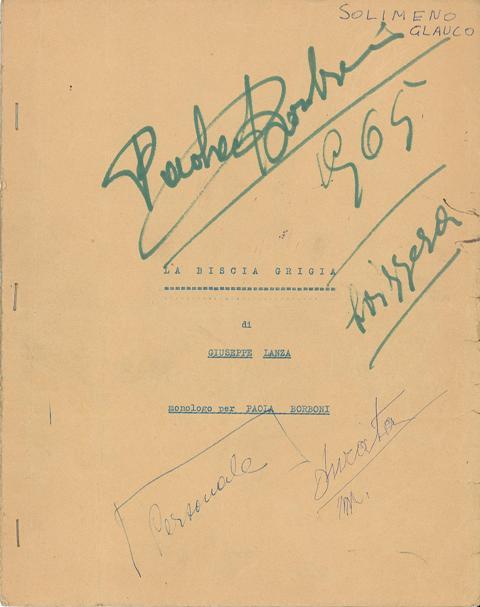 SOLIMENO
GLAUCO
Paola Borboni
1965
Svizzera
LA BISCIA GRIGIA
di
GIUSEPPE LANZA
monologo per PAOLA BORBONI
Personale